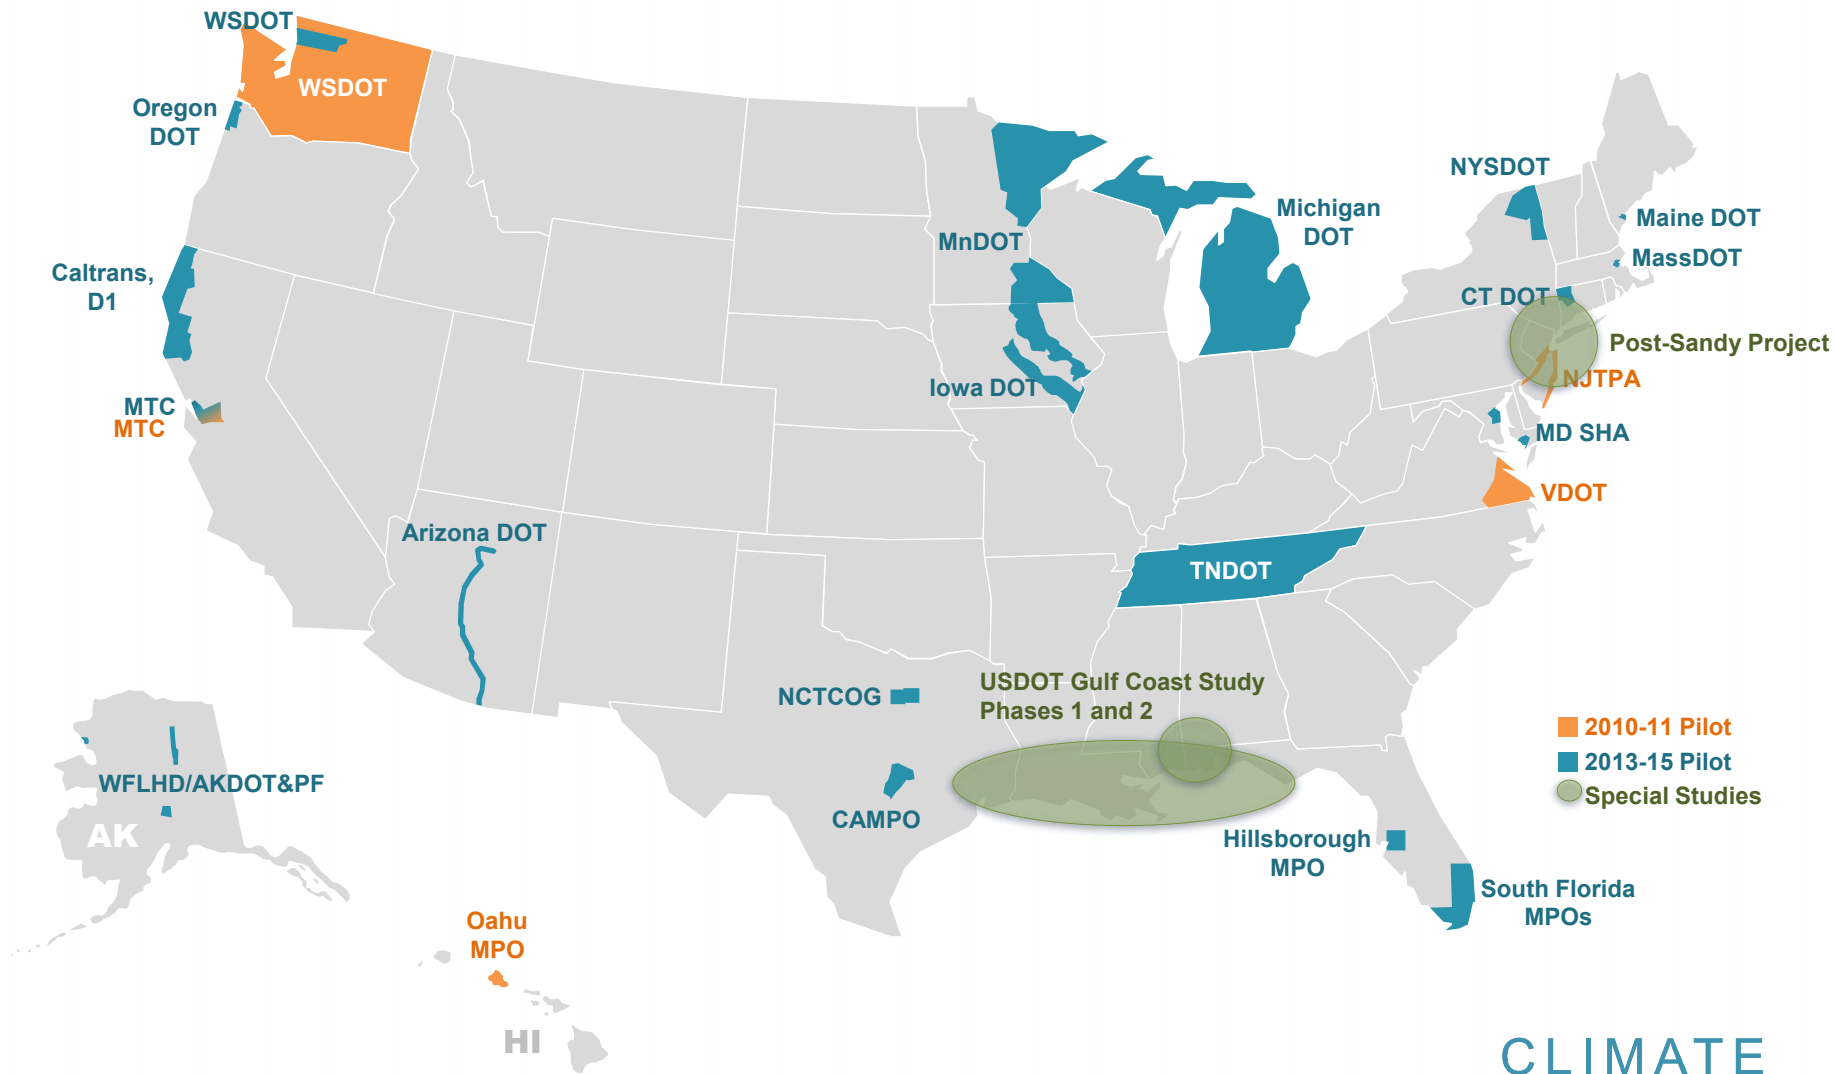 WSDOT
WSDOT
Oregon
DOT
NYSDOT
Michigan
DOT
Maine DOT
MnDOT
MassDOT
Caltrans,
D1
CT DOT
Post-Sandy Project
Iowa DOT
NJTPA
MTC
MTC
MD SHA
VDOT
Arizona DOT
TNDOT
NCTCOG
USDOT Gulf Coast Study
Phases 1 and 2
2010-11 Pilot
2013-15 Pilot
Special Studies
WFLHD/AKDOT&PF
AK
CAMPO
Hillsborough
MPO
South Florida
MPOs
Oahu
MPO
HI
CLIMATE